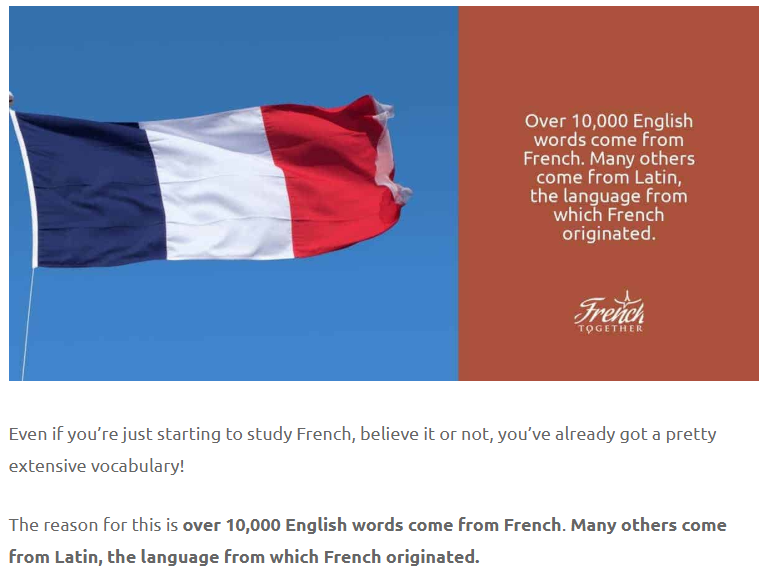 Over 10,000 English
words come from
French. Many others
come from Latin,
the language from
which French
originated.
French
TOGETHER
Even if you’re just starting to study French, believe it or not, you’ve already got a pretty
extensive vocabulary!
The reason for this is over 10,000 English words come from French. Many others come
from Latin, the language from which French originated.